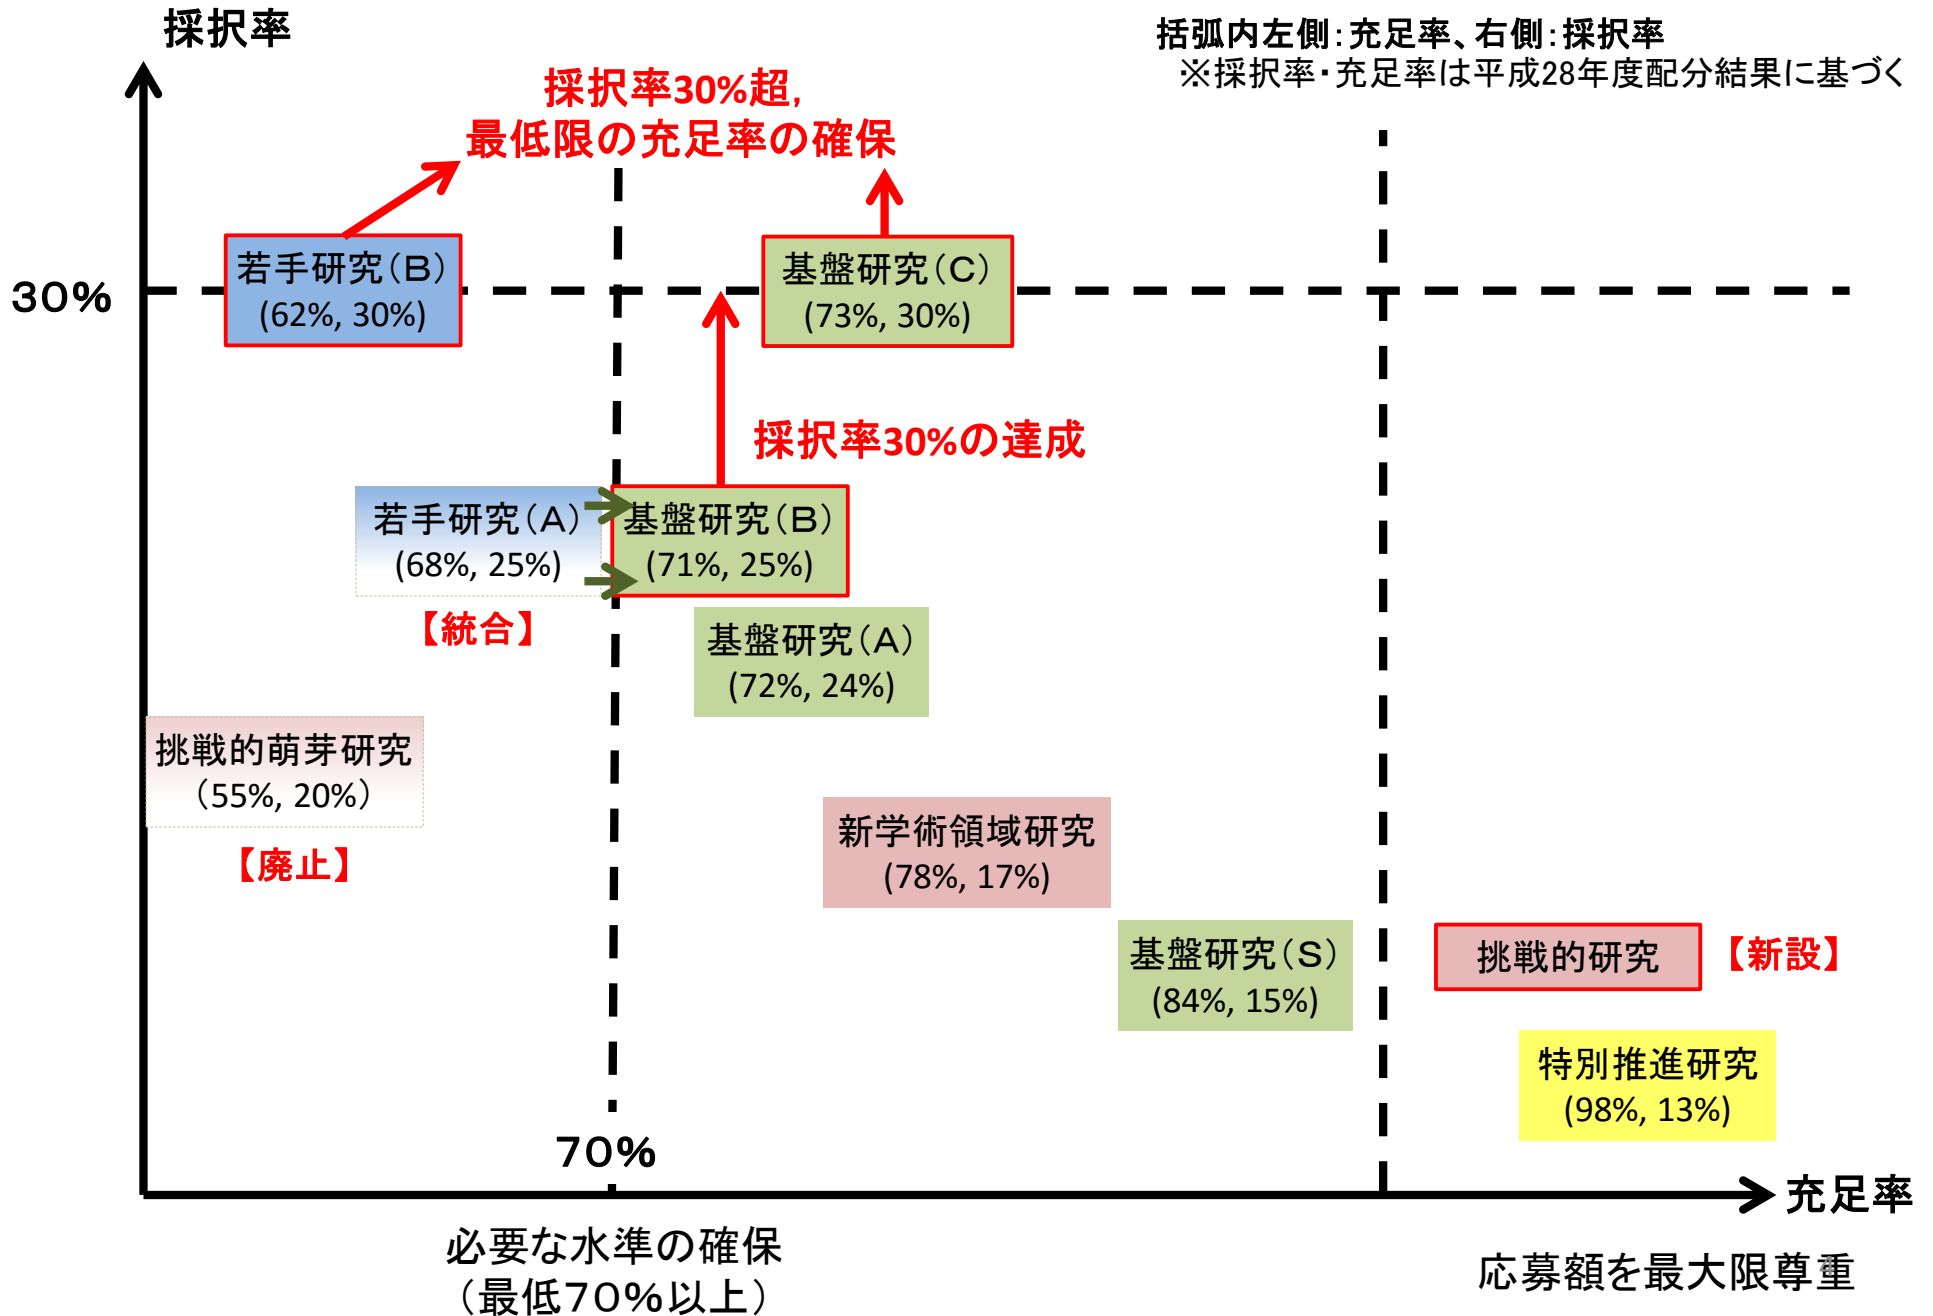 採択率
括弧内左側：充足率、右側：採択率
※採択率・充足率は平成28年度配分結果に基づく
採択率30%超，
最低限の充足率の確保
30%
若手研究（B）
(62%, 30%)
基盤研究（C）
(73%, 30%)
採択率30%の達成
若手研究（A）
(68%, 25%)
【統合】
基盤研究（B）
(71%, 25%)
基盤研究（A）
(72%, 24%)
挑戦的萌芽研究
（55%, 20%）
【廃止】
新学術領域研究
(78%, 17%)
基盤研究（S）
(84%, 15%)
挑戦的研究
【新設】
特別推進研究
(98%, 13%)
70%
充足率
必要な水準の確保
（最低70%以上）
応募額を最大限尊重